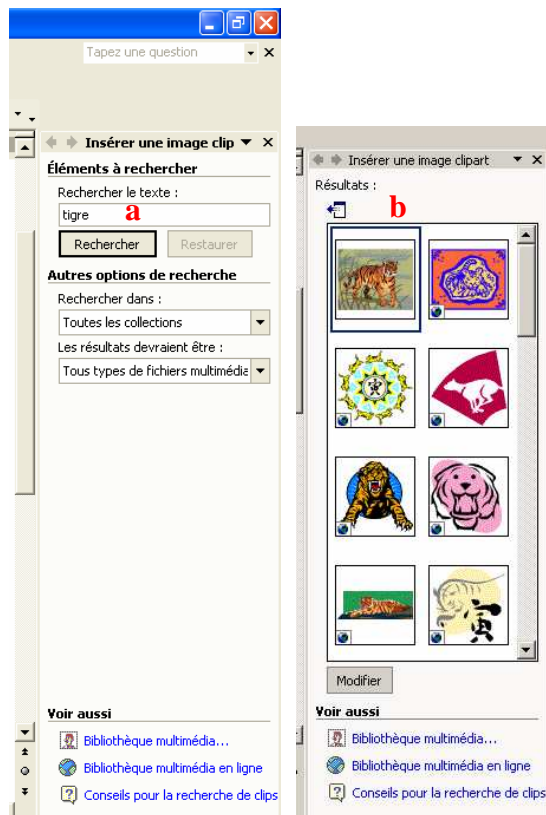 Tapez une question
Insérer une image clip
Éléments à rechercher
Rechercher le texte :
tigre
a
Rechercher
Restaurer
Autres options de recherche
Rechercher dans :
Toutes les collections
Les résultats devraient être :
Tous types de fichiers multimédia
Voir aussi
Bibliothèque multimédia...
Bibliothèque multimédia en ligne
Conseils pour la recherche de clips
Insérer une image clipart
Résultats :
b
寅
寅
Modifier
Voir aussi
Bibliothèque multimédia...
Bibliothèque multimédia en ligne
Conseils pour la recherche de clips